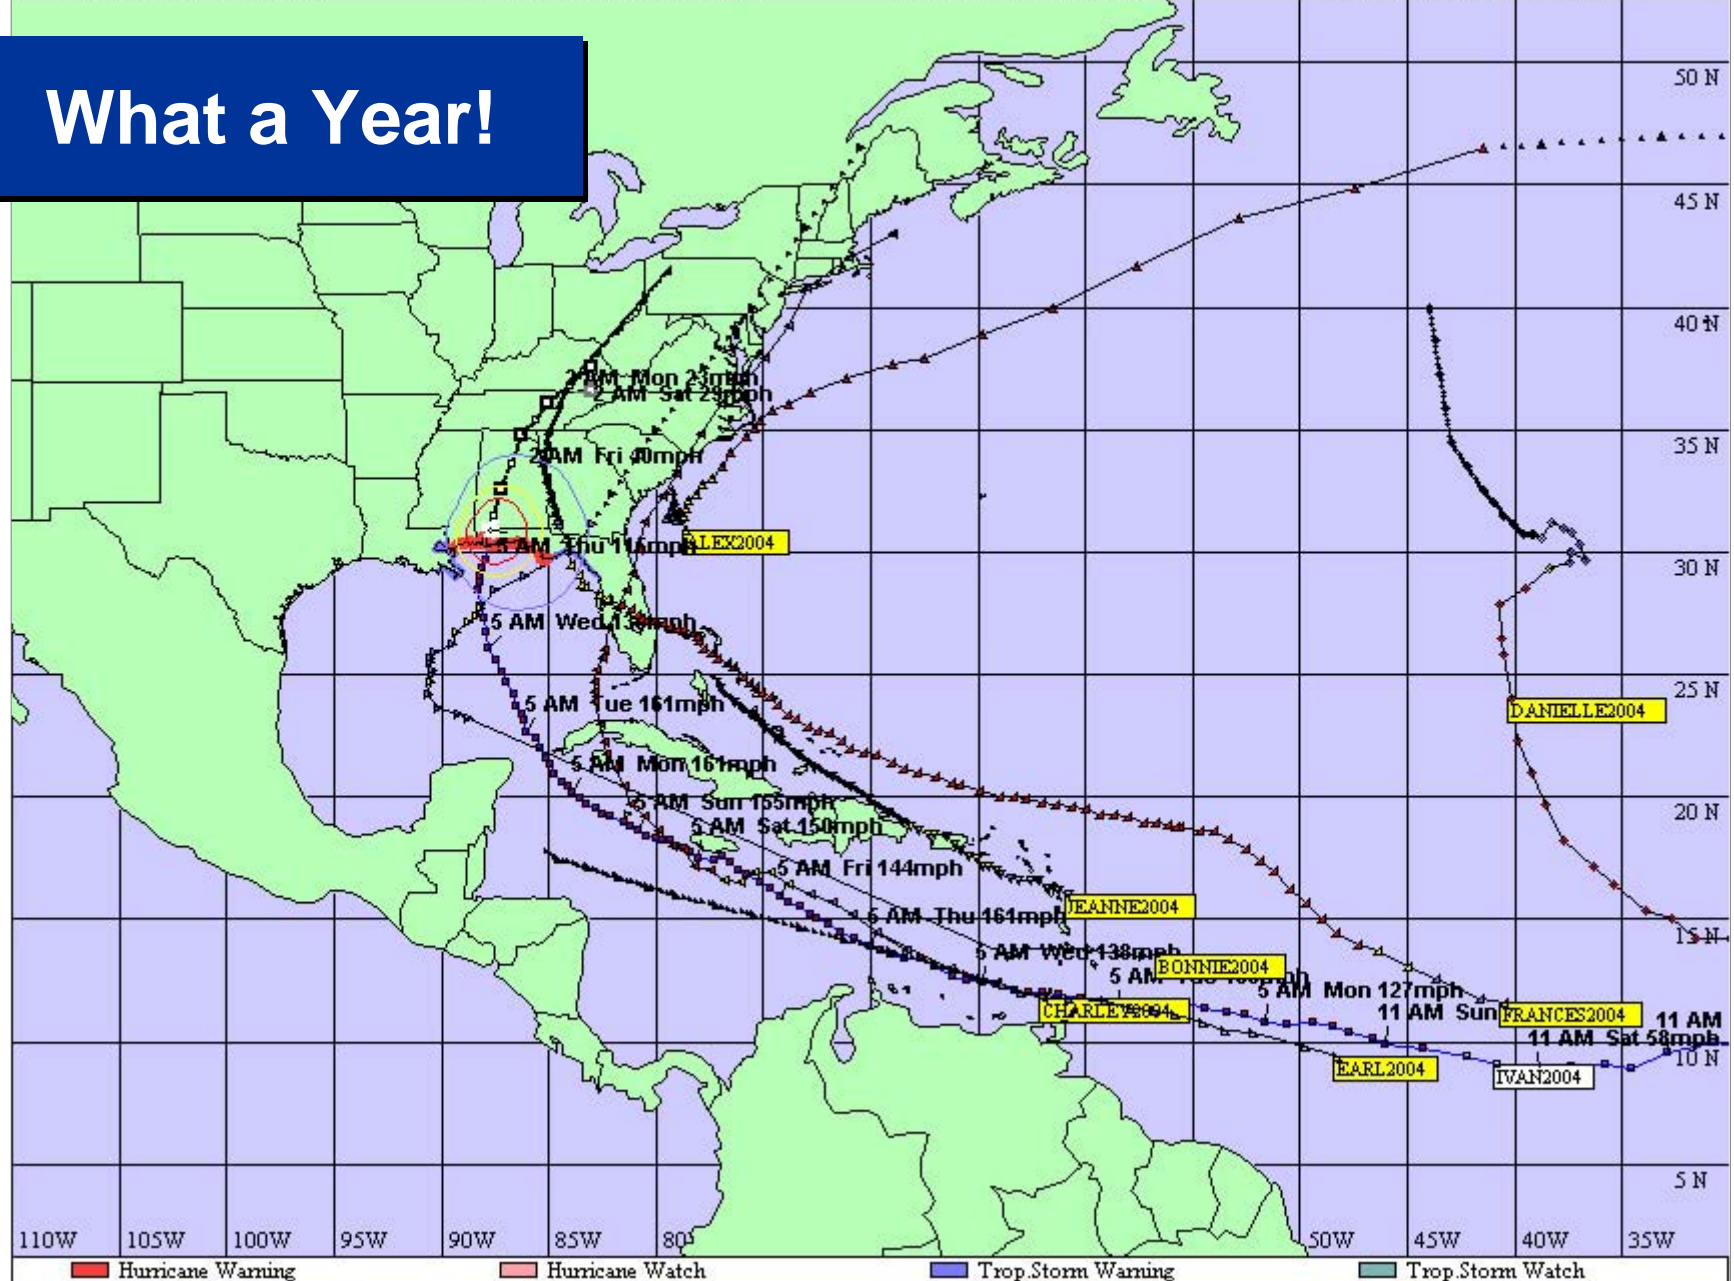 What a Year!
50 N
45 N
40 N
35 N
30 N
25 N
20 N
15 N
10 N
5 N
2 AM Mon 23mph
2 AM Sat 29mph
2 AM Fri 40mph
5 AM Thu 115mph
ALEX2004
5 AM Wed
5 AM Tue 161mph
DANIELLE2004
5 AM Mon 161mph
5 AM Sun 155mph
5 AM Sat 150mph
5 AM Fri 144mph
JEANNE2004
5 AM Thu 161mph
5 AM Wed 138mph
BONNIE2004
5 AM
5 AM Mon 127mph
CHARLEY2004
11 AM Sun
FRANCES2004
11 AM
11 AM Sat 58mph
EARL2004
IVAN2004
110W 105W 100W 95W 90W 85W 80 50W 45W 40W 35W
Hurricane Warning Hurricane Watch Trop.Storm Warning Trop.Storm Watch